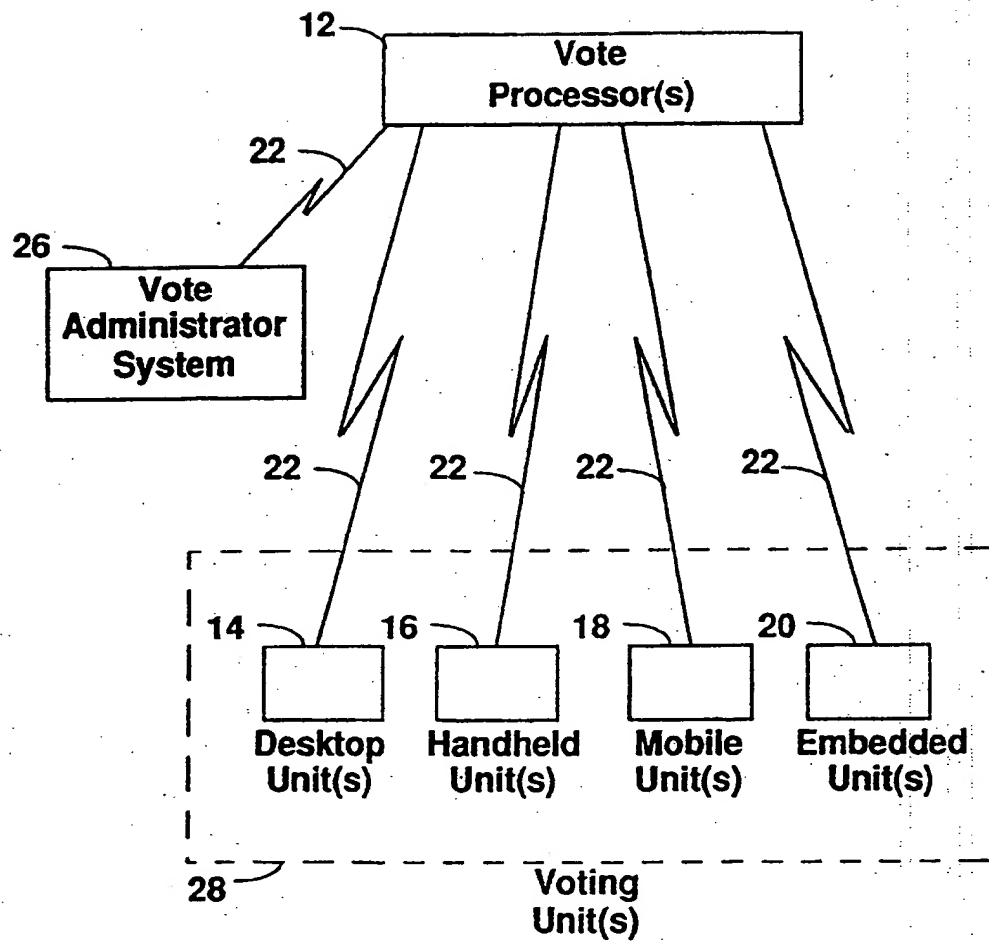 12
Vote
Processor(s)
22
26
Vote
Administrator
System
22
22
22
22
14
16
18
20
Desktop
Unit(s)
Handheld
Unit(s)
Mobile
Unit(s)
Embedded
Unit(s)
28
Voting
Unit(s)